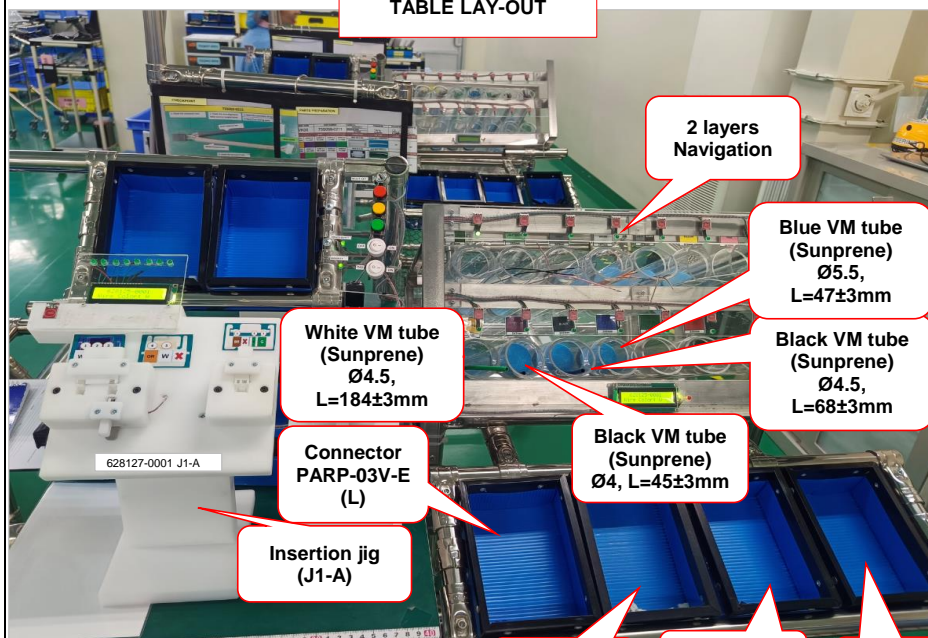 TABLE LAY-OUT
2 layers
Navigation
Blue VM tube
(Sunprene)
Ø5.5,
L=47±3mm
White VM tube
(Sunprene)
Ø4.5,
L=184±3mm
Black VM tube
(Sunprene)
Ø4.5,
L=68±3mm
Black VM tube
(Sunprene)
Ø4, L=45±3mm
628127-0001 J1-A
Connector
PARP-03V-E
(L)
Insertion jig
(J1-A)